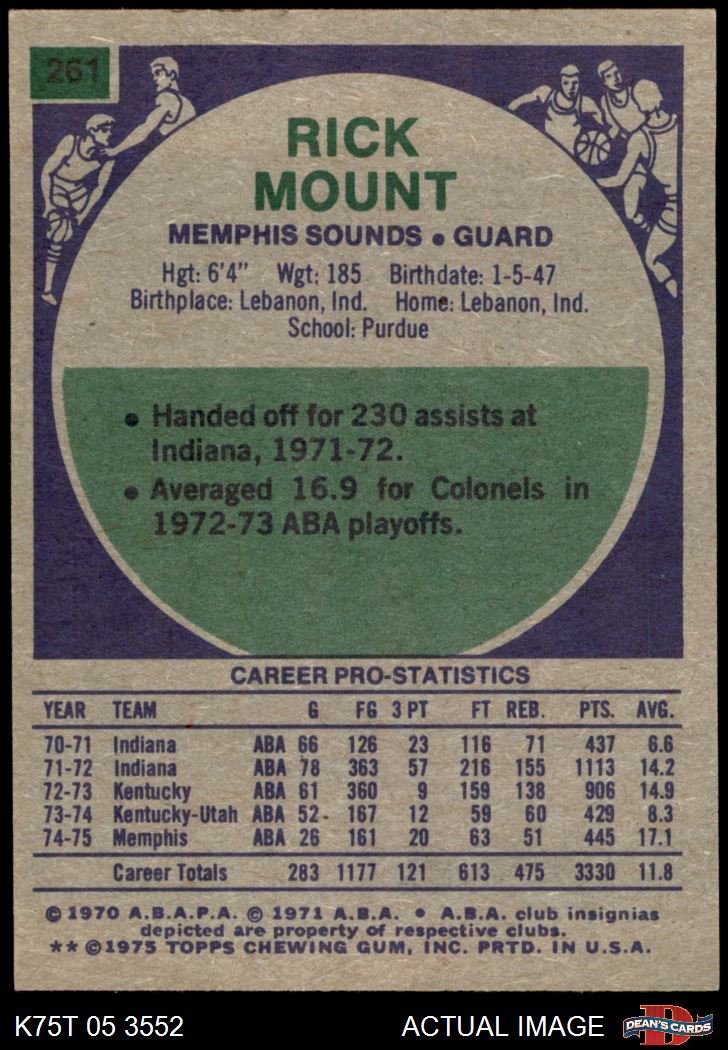 261
RICK
MOUNT
MEMPHIS SOUNDS • GUARD
Hgt: 6'4" Wgt: 185 Birthdate: 1-5-47
Birthplace: Lebanon, Ind. Home: Lebanon, Ind.
School: Purdue
• Handed off for 230 assists at
Indiana, 1971-72.
• Averaged 16.9 for Colonels in
1972-73 ABA playoffs.
CAREER PRO-STATISTICS
YEAR TEAM G FG 3 PT FT REB. PTS. AVG.
70-71 Indiana ABA 66 126 23 116 71 437 6.6
71-72 Indiana ABA 78 363 57 216 155 1113 14.2
72-73 Kentucky ABA 61 360 9 159 138 906 14.9
73-74 Kentucky-Utah ABA 52 167 12 59 60 429 8.3
74-75 Memphis ABA 26 161 20 63 51 445 17.1
Career Totals 283 1177 121 613 475 3330 11.8
© 1970 A.B.A.P.A. © 1971 A.B.A. • A.B.A. club insignias
depicted are property of respective clubs.
** ©1975 TOPPS CHEWING GUM, INC. PRTD. IN U.S.A.
K75T 05 3552 ACTUAL IMAGE
D
DEAN'S CARDS